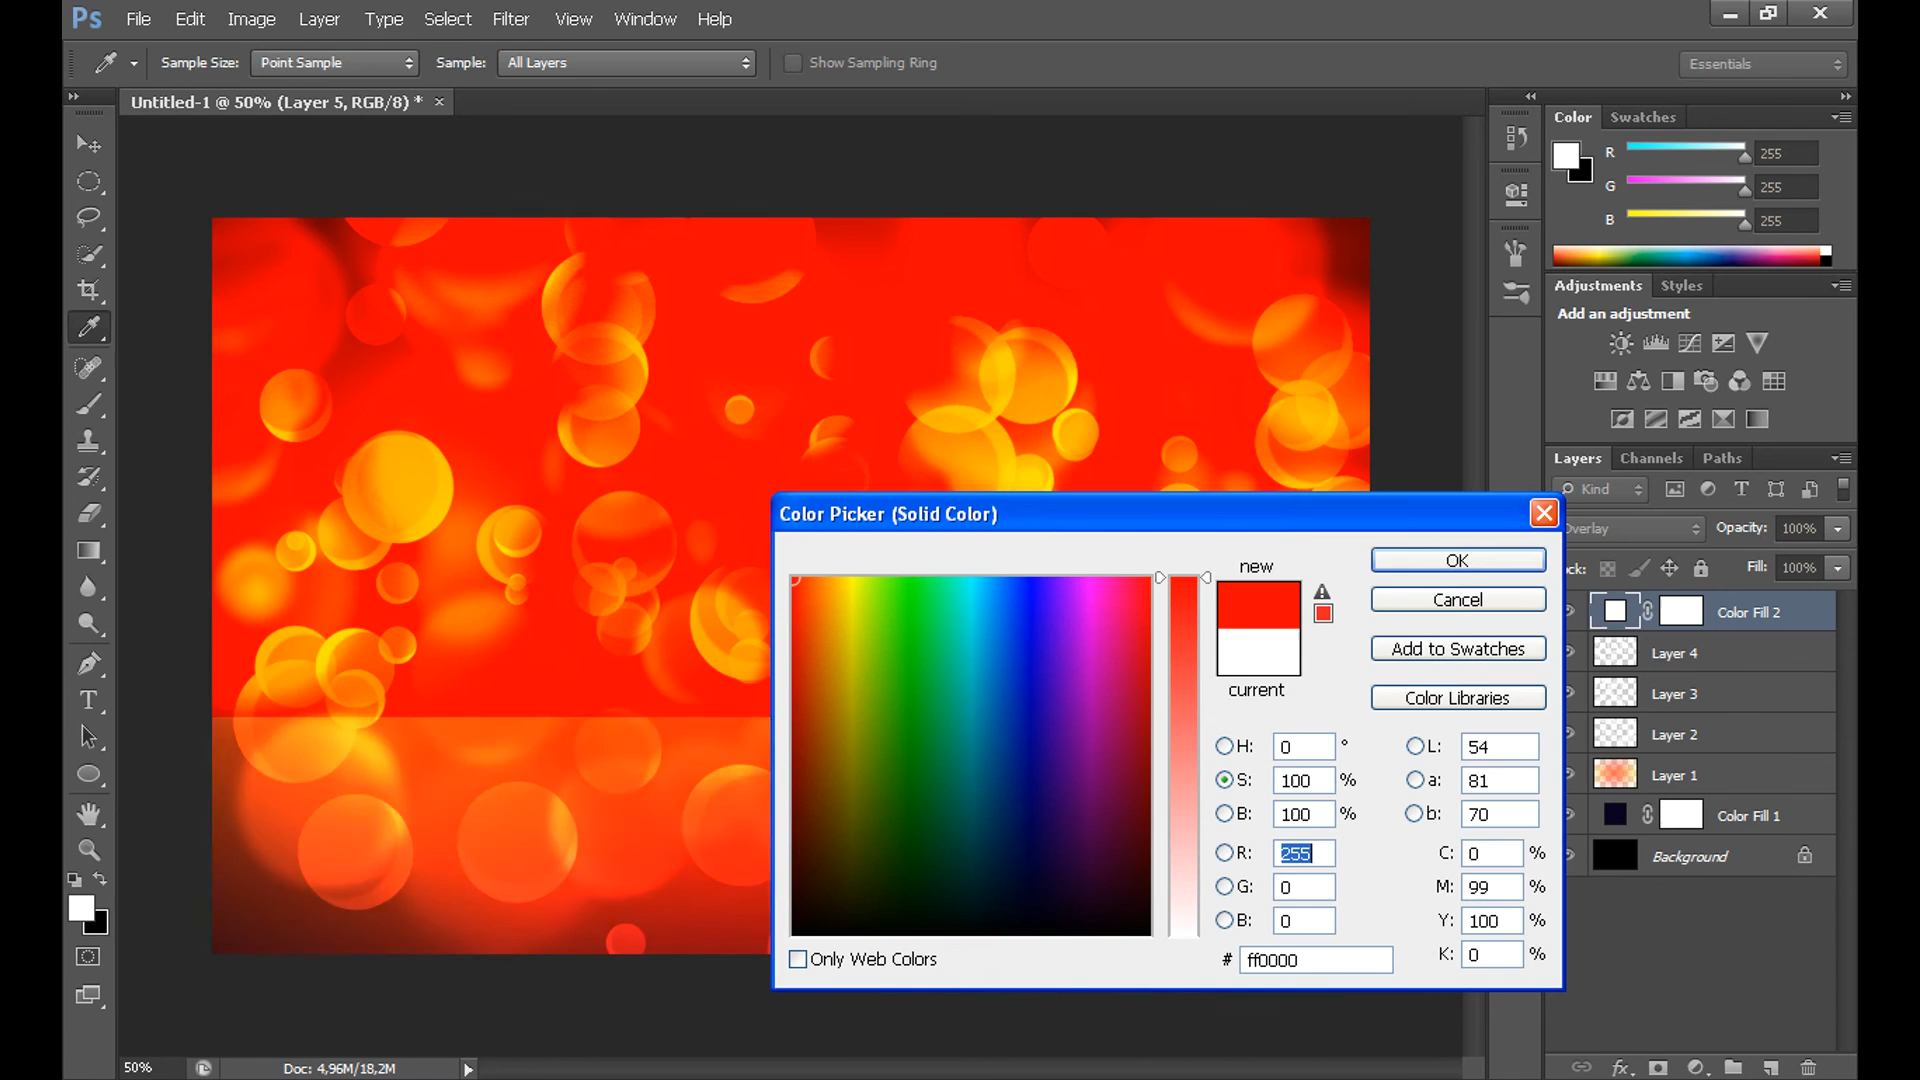 Ps File Edit Image Layer Type Select Filter View Window Help
Sample Size: Point Sample Sample: All Layers Show Sampling Ring Essentials
Untitled-1 @ 50% (Layer 5, RGB/8) * ×
Color Swatches
R 255
G 255
B 255
Adjustments Styles
Add an adjustment
Layers Channels Paths
Kind
Opacity: 100%
Fill: 100%
Color Fill 2
Layer 4
Layer 3
Layer 2
Layer 1
Color Fill 1
Background
Color Picker (Solid Color)
new
current
OK
Cancel
Add to Swatches
Color Libraries
H: 0 ° L: 54
S: 100 % a: 81
B: 100 % b: 70
R: 255 C: 0 %
G: 0 M: 99 %
B: 0 Y: 100 %
Only Web Colors # ff0000 K: 0 %
50% Doc: 4,96M/18,2M
fx